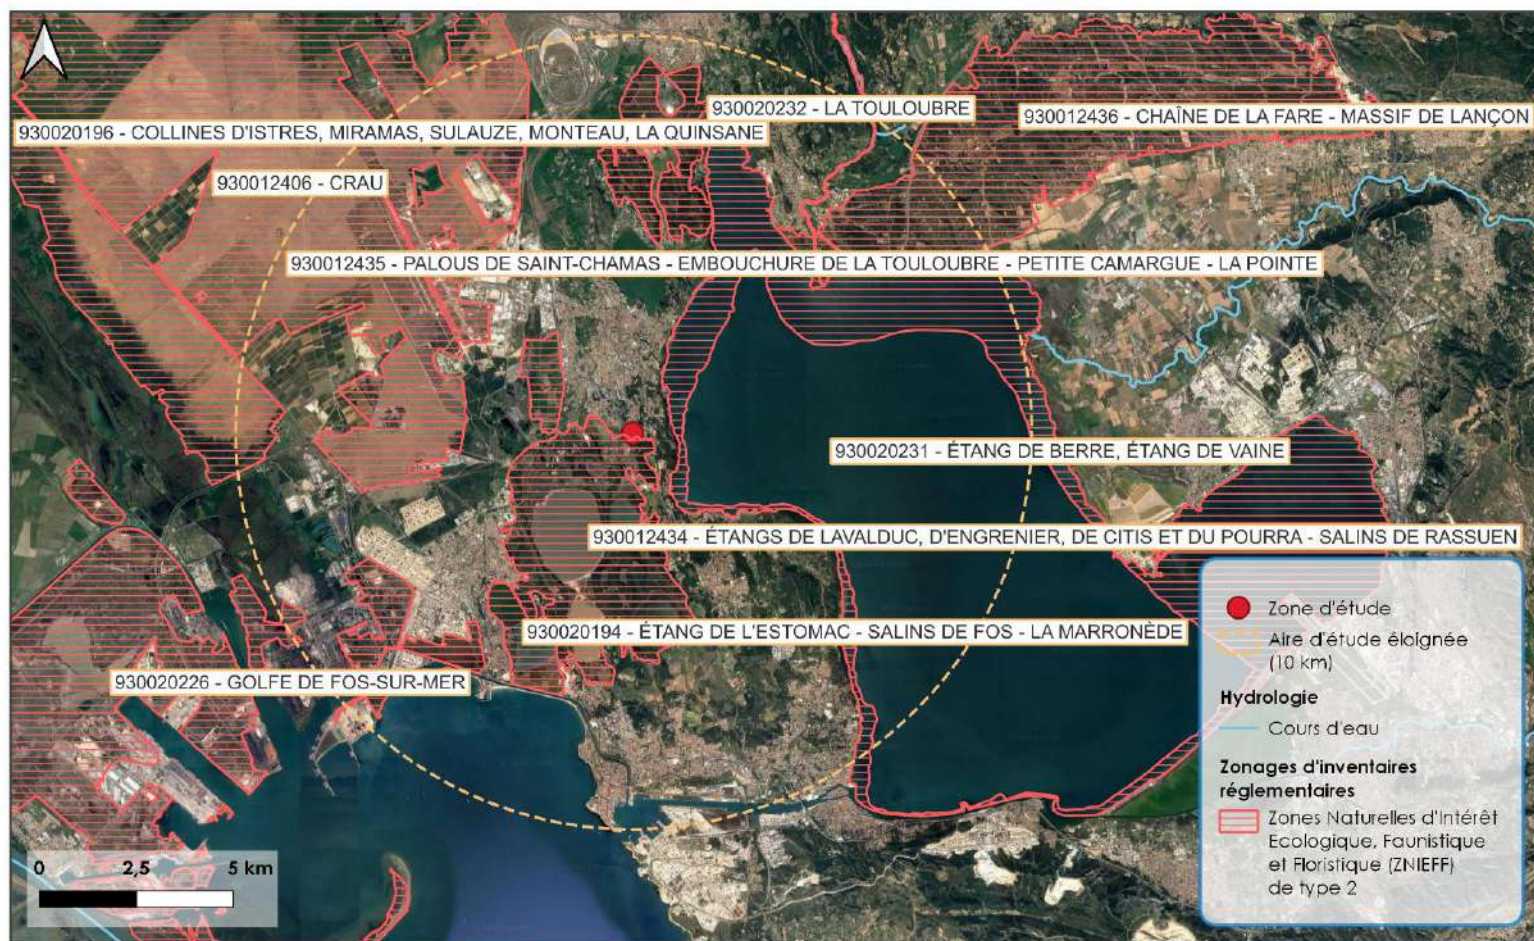 930020232 - LA TOULOUBRE
930012436 - CHAÎNE DE LA FARE - MASSIF DE LANÇON
930020196 - COLLINES D'ISTRES, MIRAMAS, SULAUZE, MONTEAU, LA QUINSANE
930012406 - CRAU
930012435 - PALOUS DE SAINT-CHAMAS - EMBOUCHURE DE LA TOULOUBRE - PETITE CAMARGUE - LA POINTE
930020231 - ÉTANG DE BERRE, ÉTANG DE VAINE
930012434 - ÉTANGS DE LAVALDUC, D'ENGRENIER, DE CITIS ET DU POURRA - SALINS DE RASSUEN
930020194 - ÉTANG DE L'ESTOMAC - SALINS DE FOS - LA MARRONÈDE
930020226 - GOLFE DE FOS-SUR-MER
Zone d'étude
Aire d'étude éloignée
(10 km)
Hydrologie
Cours d'eau
Zonages d'inventaires
réglementaires
Zones Naturelles d'Intérêt
Ecologique, Faunistique
et Floristique (ZNIEFF)
de type 2
0 2,5 5 km